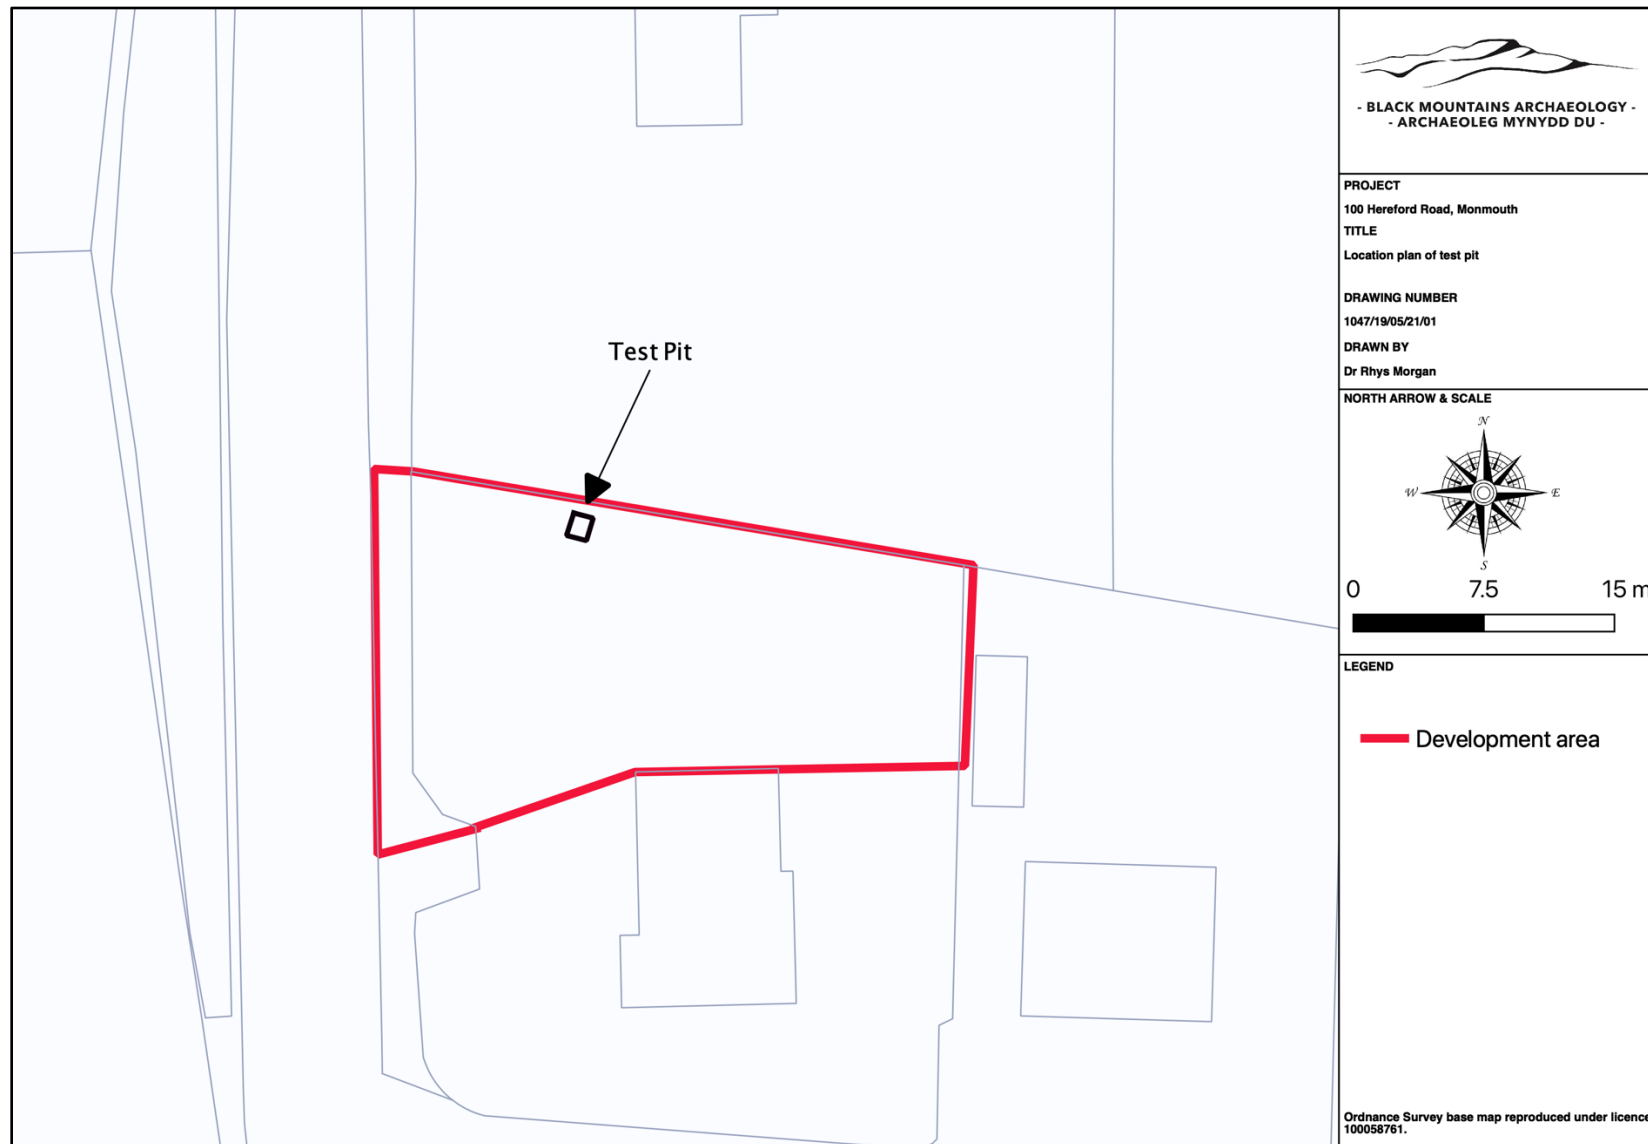 - BLACK MOUNTAINS ARCHAEOLOGY -
- ARCHAEOLEG MYNYDD DU -
PROJECT
100 Hereford Road, Monmouth
TITLE
Location plan of test pit
DRAWING NUMBER
1047/19/05/21/01
DRAWN BY
Dr Rhys Morgan
NORTH ARROW & SCALE
N
W E
S
0 7.5 15 m
LEGEND
Development area
Ordnance Survey base map reproduced under licence
100058761.
Test Pit